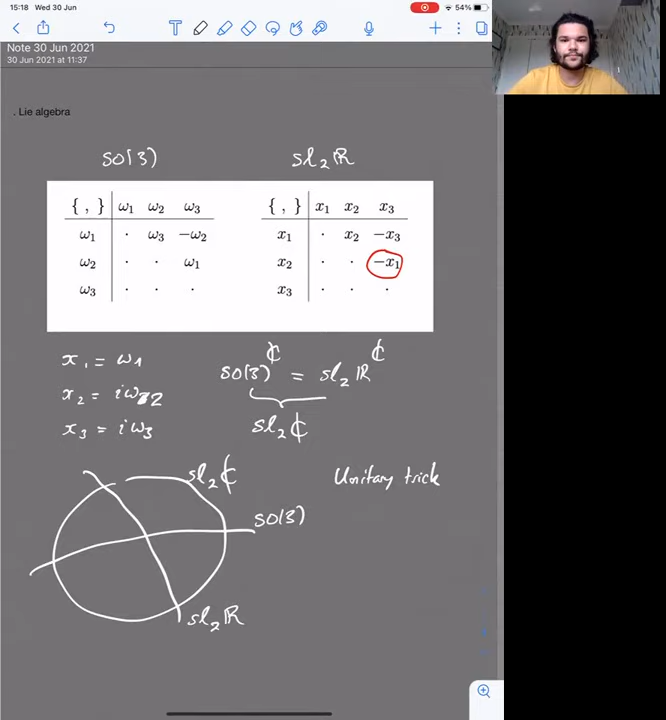 15:18 Wed 30 Jun 54%
Note 30 Jun 2021
30 Jun 2021 at 11:37
. Lie algebra
so(3) sl₂ℝ
{ , } ω₁ ω₂ ω₃ { , } x₁ x₂ x₃
ω₁ · ω₃ −ω₂ x₁ · x₂ −x₃
ω₂ · · ω₁ x₂ · · −x₁
ω₃ · · · x₃ · · ·
x₁ = ω₁
so(3)^ℂ = sl₂ℝ^ℂ
x₂ = iω₂
sl₂ℂ
x₃ = iω₃
sl₂ℂ
Unitary trick
so(3)
sl₂ℝ